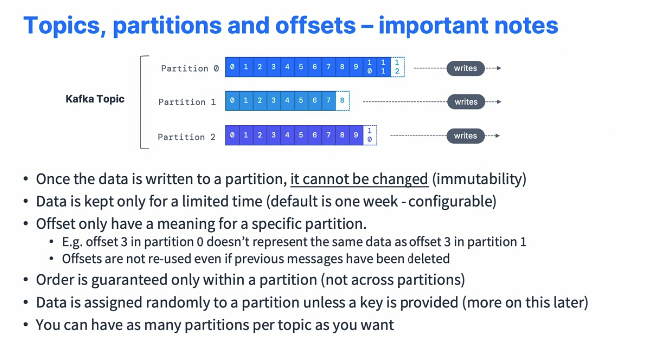 Topics, partitions and offsets – important notes
Kafka Topic
Partition 0 0 1 2 3 4 5 6 7 8 9 10 11 12 writes
Partition 1 0 1 2 3 4 5 6 7 8 writes
Partition 2 0 1 2 3 4 5 6 7 8 9 10 writes
• Once the data is written to a partition, it cannot be changed (immutability)
• Data is kept only for a limited time (default is one week - configurable)
• Offset only have a meaning for a specific partition.
• E.g. offset 3 in partition 0 doesn't represent the same data as offset 3 in partition 1
• Offsets are not re-used even if previous messages have been deleted
• Order is guaranteed only within a partition (not across partitions)
• Data is assigned randomly to a partition unless a key is provided (more on this later)
• You can have as many partitions per topic as you want